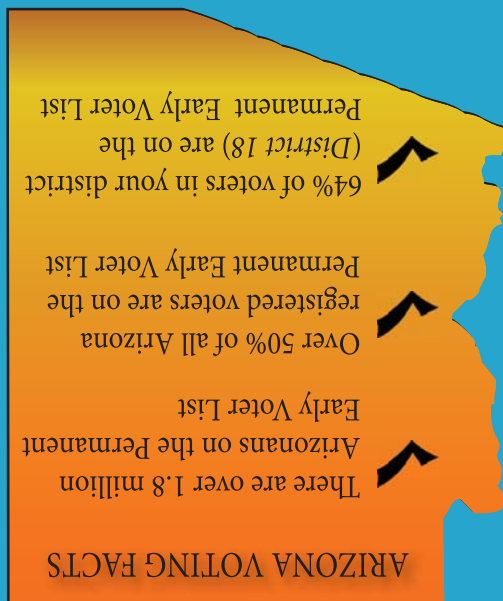 ARIZONA VOTING FACTS
There are over 1.8 million
Arizonans on the Permanent
Early Voter List
Over 50% of all Arizona
registered voters are on the
Permanent Early Voter List
64% of voters in your district
(District 18) are on the
Permanent Early Voter List